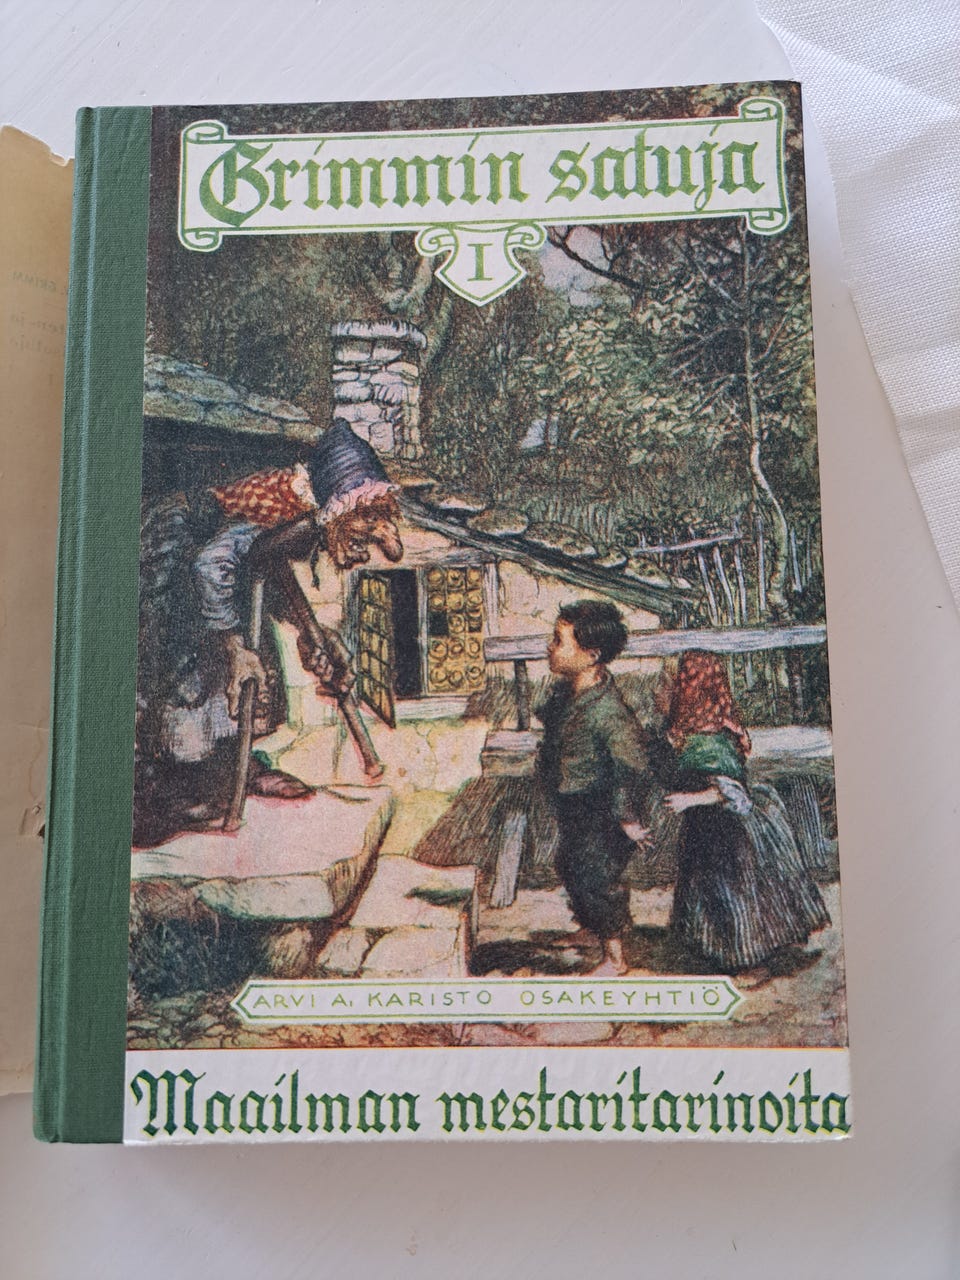 Grimmin satuja
I
ARVI A. KARISTO OSAKEYHTIÖ
Maailman mestaritarinoita